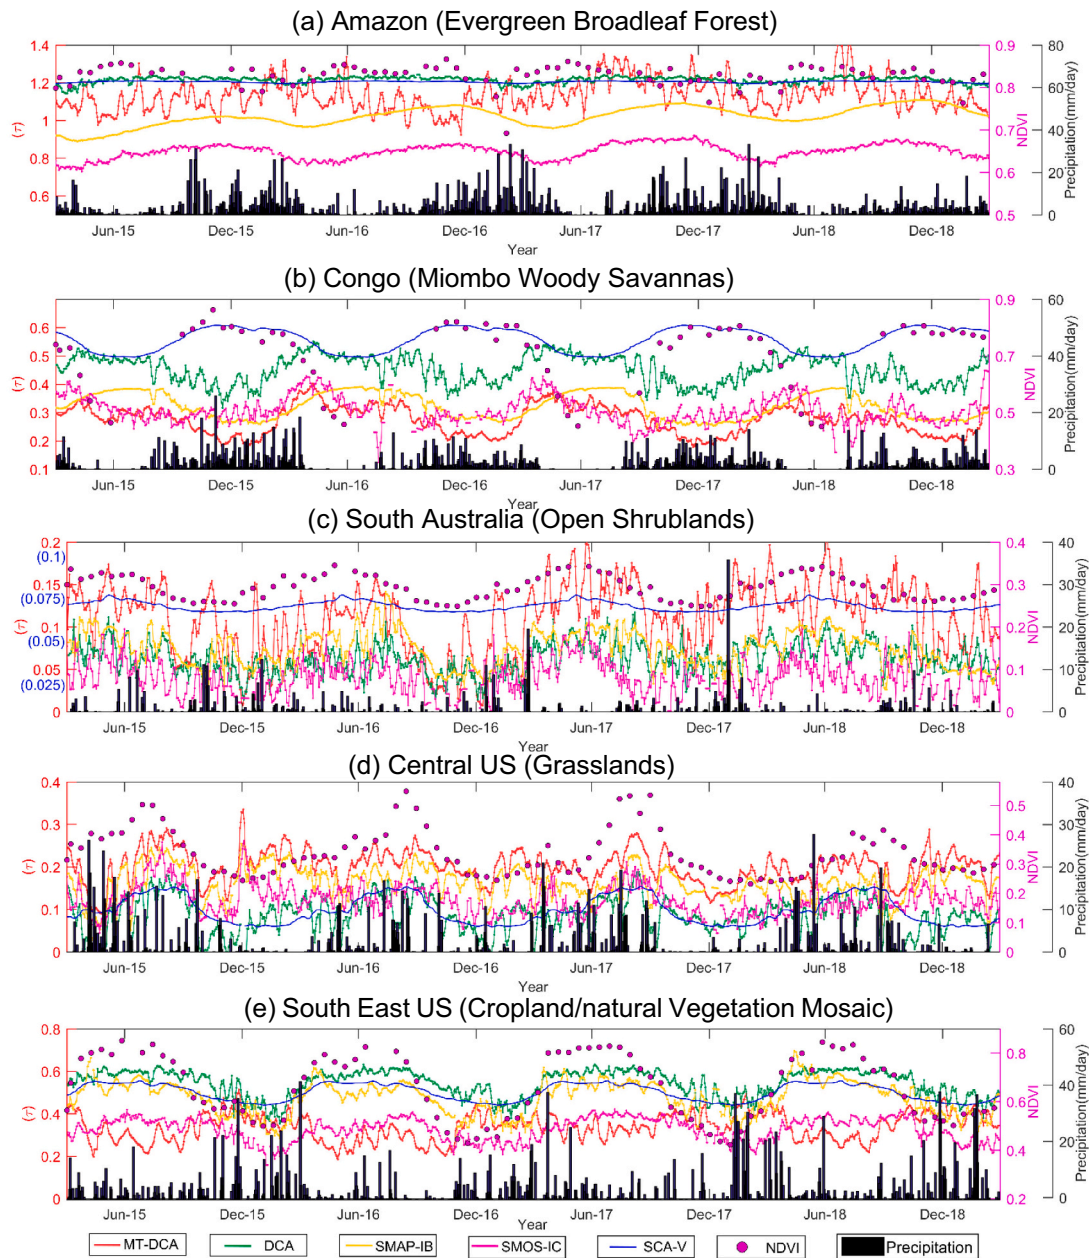 (a) Amazon (Evergreen Broadleaf Forest)
1.4
1.2
1
0.8
0.6
(τ)
0.9
0.8
0.7
0.6
0.5
NDVI
80
60
40
20
0
Precipitation(mm/day)
Jun-15 Dec-15 Jun-16 Dec-16 Jun-17 Dec-17 Jun-18 Dec-18
Year
(b) Congo (Miombo Woody Savannas)
0.6
0.5
0.4
0.3
0.2
0.1
(τ)
0.9
0.7
0.5
0.3
NDVI
60
40
20
0
Precipitation(mm/day)
Jun-15 Dec-15 Jun-16 Dec-16 Jun-17 Dec-17 Jun-18 Dec-18
Year
(c) South Australia (Open Shrublands)
0.2
(0.1)
0.15
(0.075)
0.1
(0.05)
0.05
(0.025)
0
(τ)
0.4
0.3
0.2
0.1
0
NDVI
40
30
20
10
0
Precipitation(mm/day)
Jun-15 Dec-15 Jun-16 Dec-16 Jun-17 Dec-17 Jun-18 Dec-18
Year
(d) Central US (Grasslands)
0.4
0.3
0.2
0.1
0
(τ)
0.5
0.4
0.3
0.2
0.1
0
NDVI
40
30
20
10
0
Precipitation(mm/day)
Jun-15 Dec-15 Jun-16 Dec-16 Jun-17 Dec-17 Jun-18 Dec-18
Year
(e) South East US (Cropland/natural Vegetation Mosaic)
0.8
0.6
0.4
0.2
0
(τ)
0.8
0.6
0.4
0.2
NDVI
60
40
20
0
Precipitation(mm/day)
Jun-15 Dec-15 Jun-16 Dec-16 Jun-17 Dec-17 Jun-18 Dec-18
Year
MT-DCA DCA SMAP-IB SMOS-IC SCA-V NDVI Precipitation